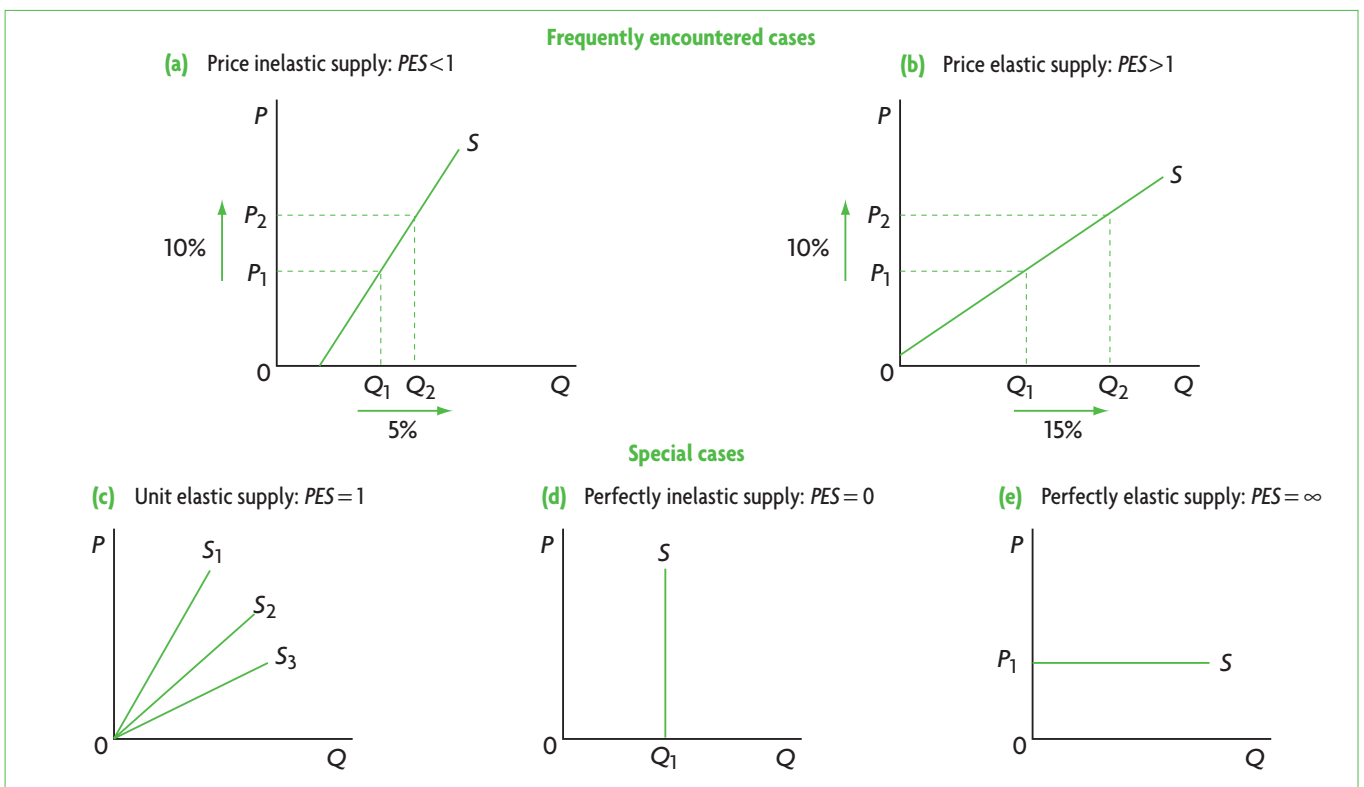 Frequently encountered cases
(a) Price inelastic supply: PES<1
P
S
P2
10%
P1
0
Q1 Q2 Q
5%
(b) Price elastic supply: PES>1
P
S
P2
10%
P1
0
Q1 Q2 Q
15%
Special cases
(c) Unit elastic supply: PES=1
P
S1
S2
S3
0
Q
(d) Perfectly inelastic supply: PES=0
P
S
0
Q1 Q
(e) Perfectly elastic supply: PES=∞
P
P1 S
0
Q